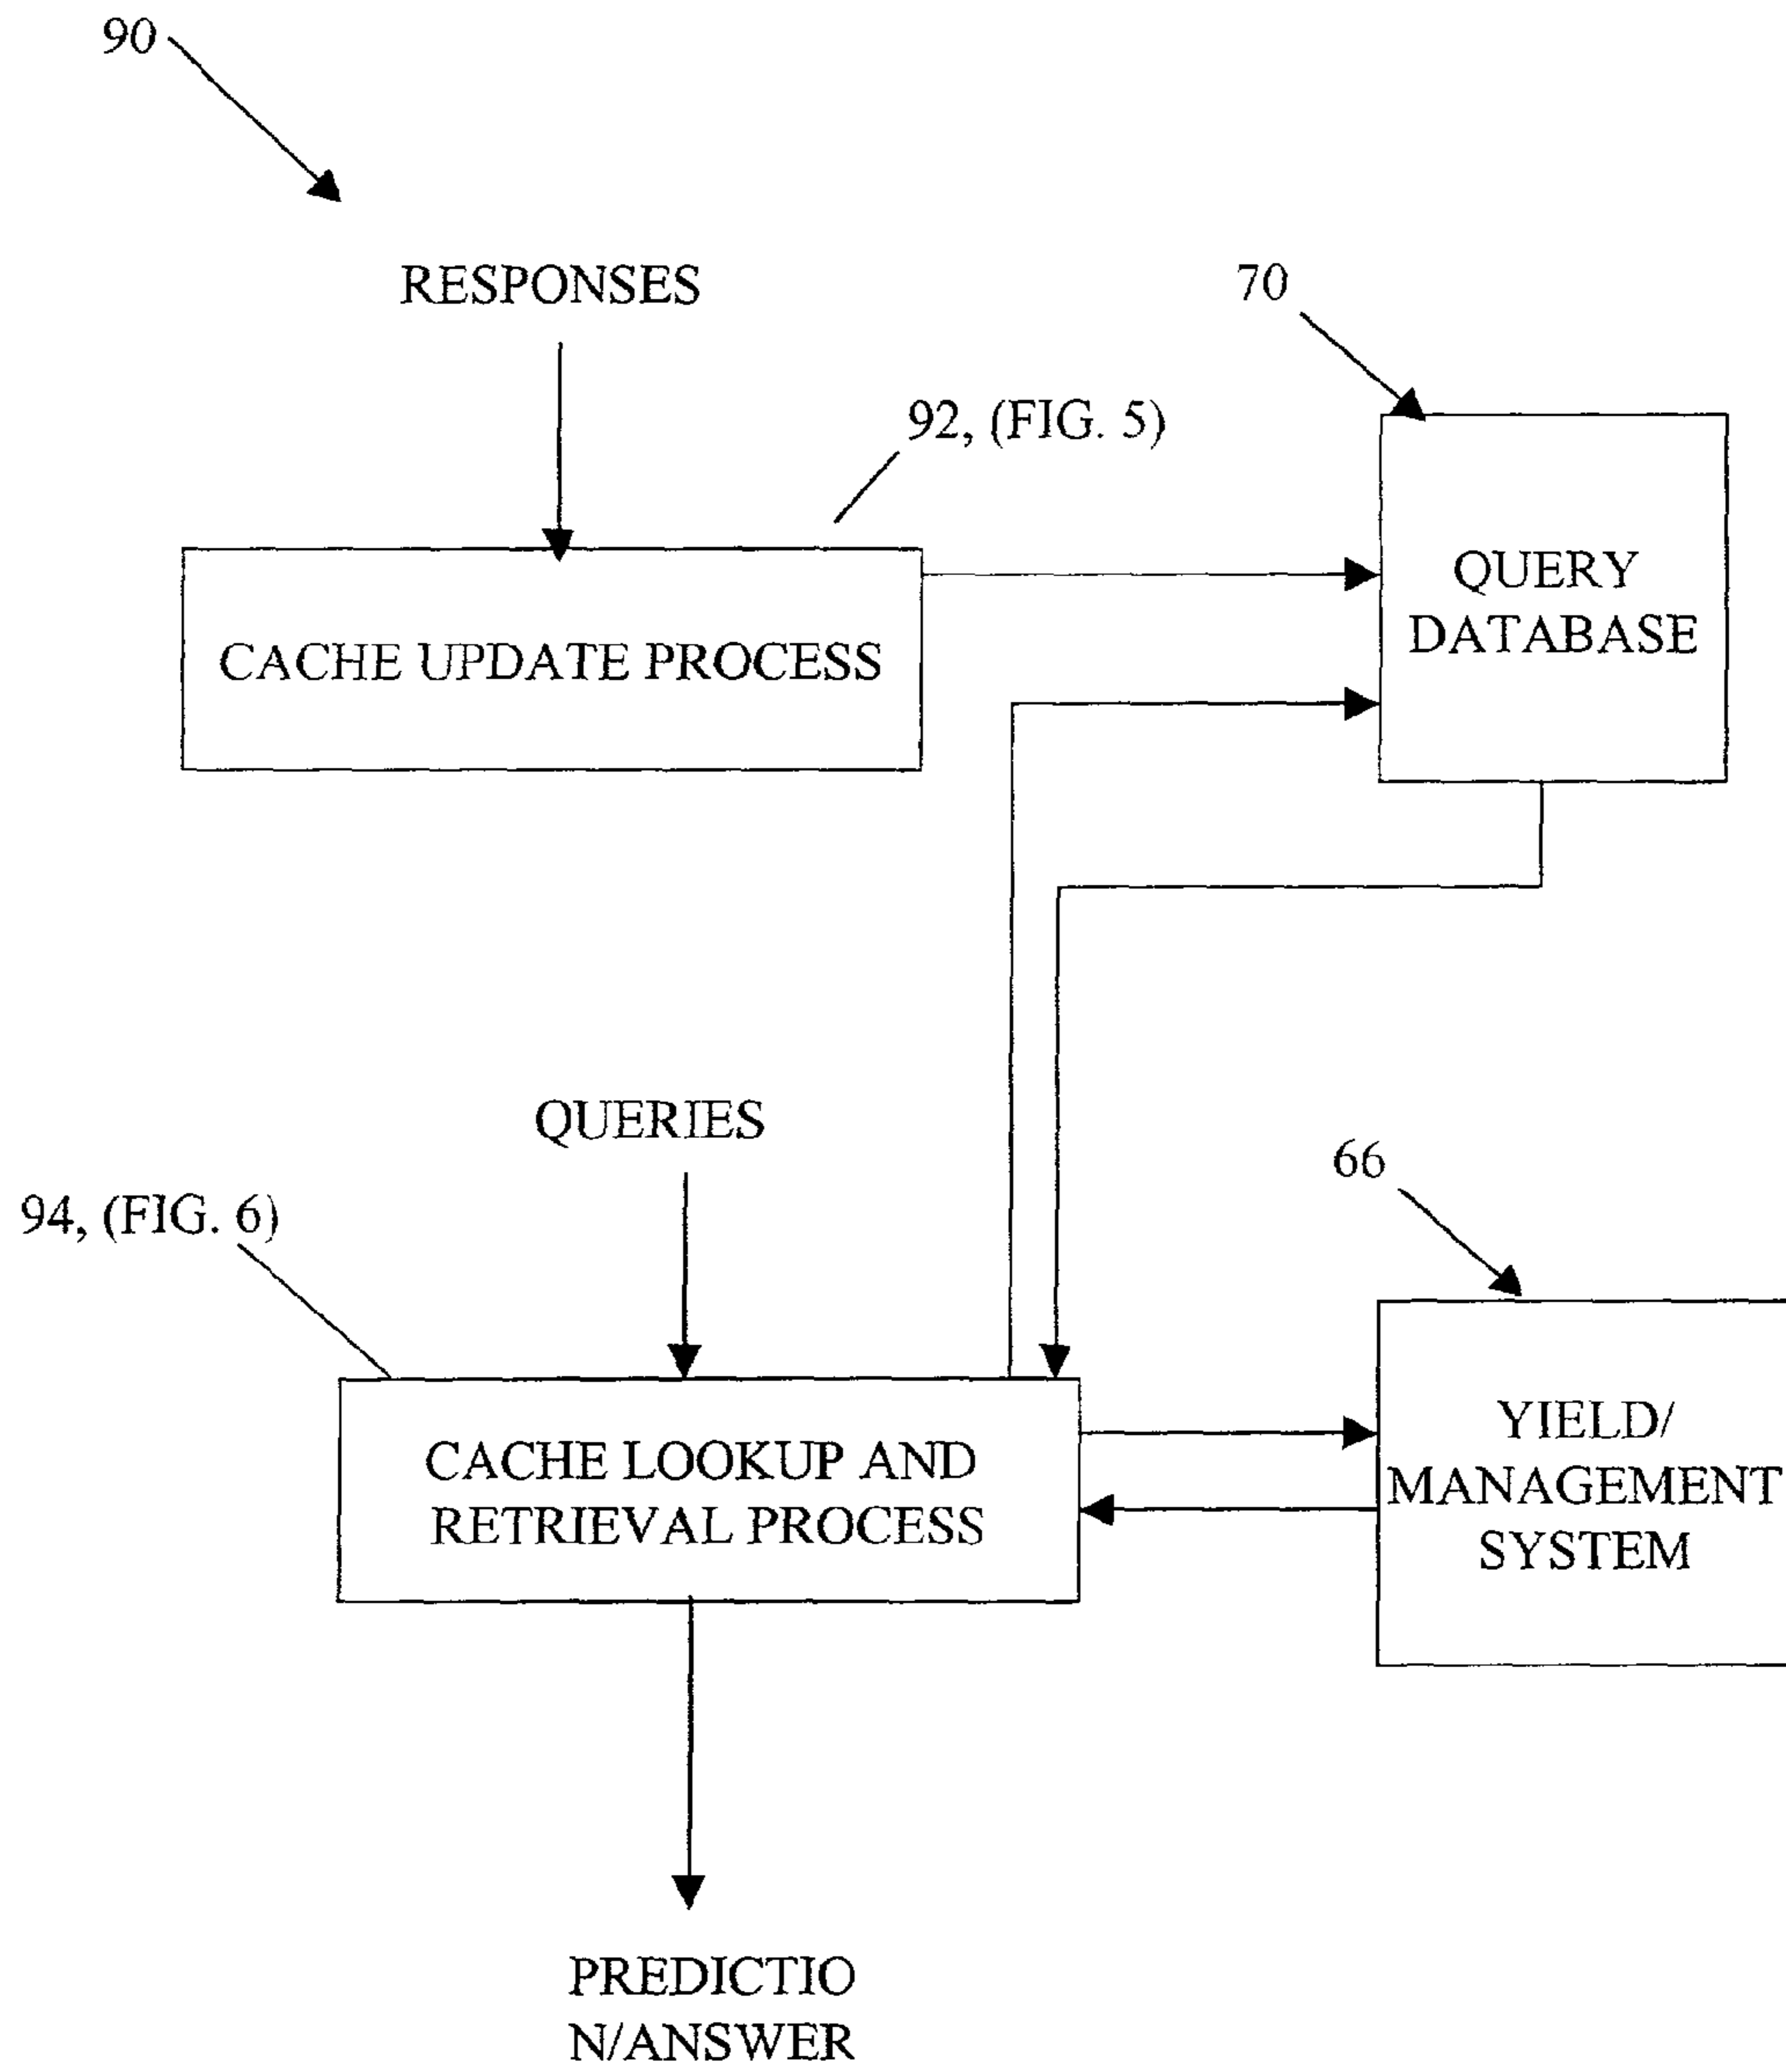 90
RESPONSES
70
92, (FIG. 5)
QUERY
DATABASE
CACHE UPDATE PROCESS
QUERIES
66
94, (FIG. 6)
YIELD/
MANAGEMENT
SYSTEM
CACHE LOOKUP AND
RETRIEVAL PROCESS
PREDICTIO
N/ANSWER